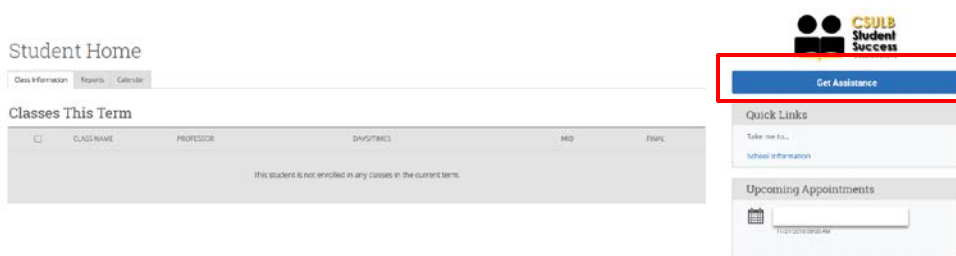 Student Home
Class Information Reports Calendar
Classes This Term
CLASS NAME PROFESSOR DAYS/TIMES MID FINAL
This student is not enrolled in any classes in the current term.
CSULB
Student
Success
Get Assistance
Quick Links
Take me to...
School Information
Upcoming Appointments